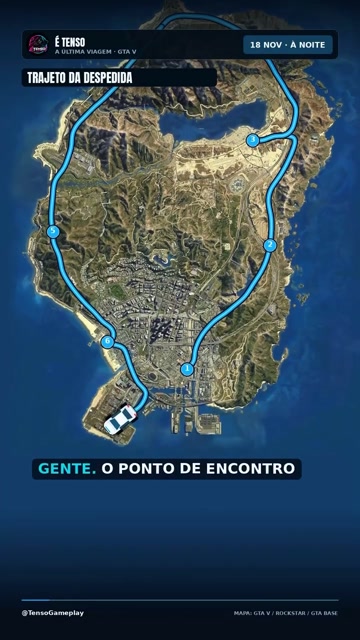 É TENSO
A ÚLTIMA VIAGEM · GTA V
18 NOV · À NOITE
TRAJETO DA DESPEDIDA
3
5
2
6
1
GENTE. O PONTO DE ENCONTRO
@TensoGameplay
MAPA: GTA V / ROCKSTAR / GTA BASE